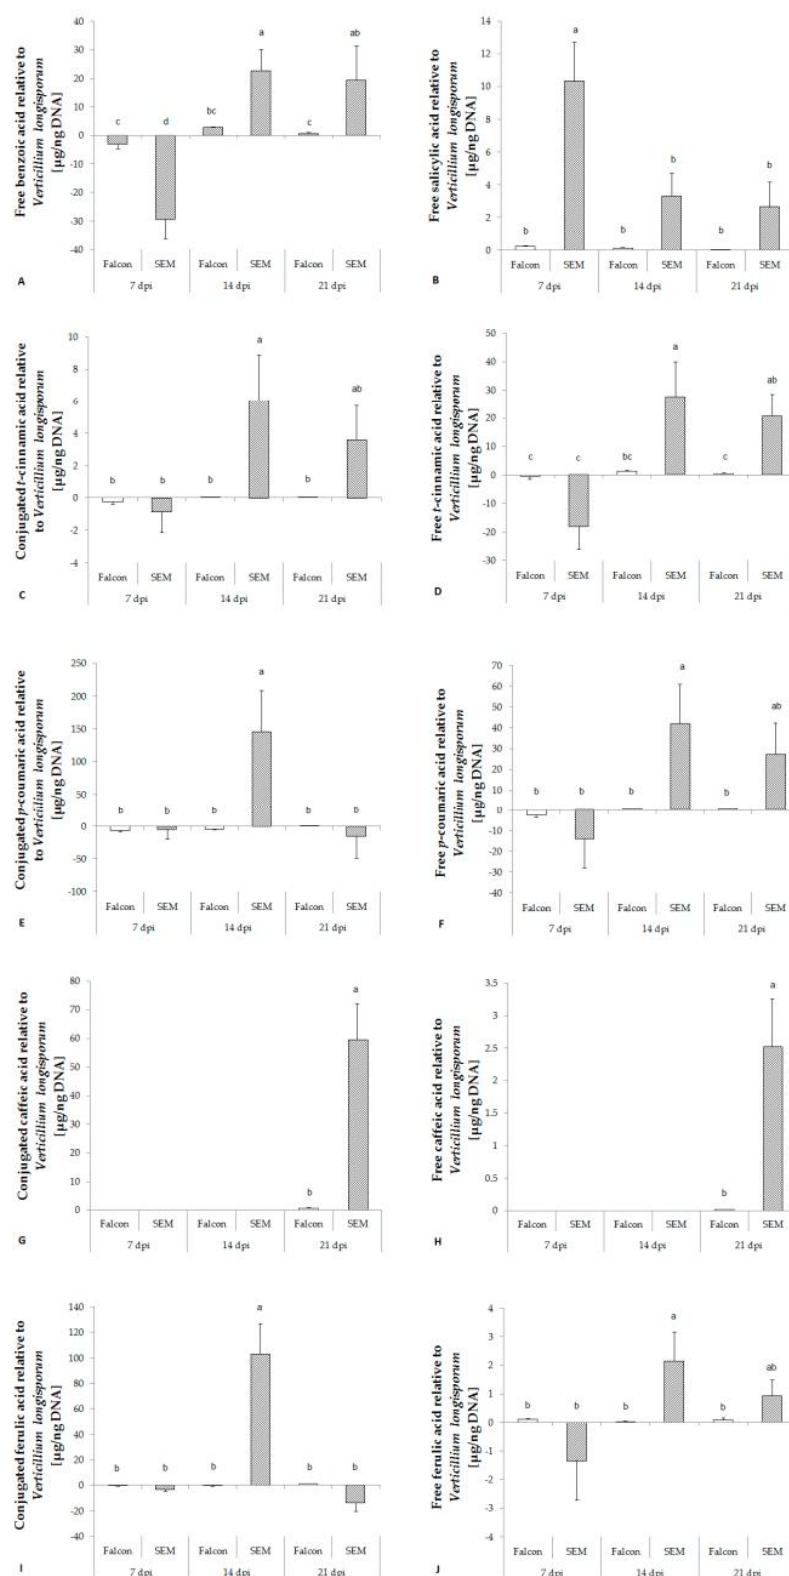 Free benzoic acid relative to
Verticillium longisporum
[µg/ng DNA]
40
30
20
10
0
-10
-20
-30
-40
c
d
bc
a
c
ab
Falcon SEM Falcon SEM Falcon SEM
7 dpi 14 dpi 21 dpi
A
Free salicylic acid relative to
Verticillium longisporum
[µg/ng DNA]
14
12
10
8
6
4
2
0
b
a
b
b
b
b
Falcon SEM Falcon SEM Falcon SEM
7 dpi 14 dpi 21 dpi
B
Conjugated t-cinnamic acid relative
to Verticillium longisporum
[µg/ng DNA]
10
8
6
4
2
0
-2
-4
b
b
b
a
b
ab
Falcon SEM Falcon SEM Falcon SEM
7 dpi 14 dpi 21 dpi
C
Free t-cinnamic acid relative to
Verticillium longisporum
[µg/ng DNA]
50
40
30
20
10
0
-10
-20
-30
c
c
bc
a
c
ab
Falcon SEM Falcon SEM Falcon SEM
7 dpi 14 dpi 21 dpi
D
Conjugated p-coumaric acid relative
to Verticillium longisporum
[µg/ng DNA]
250
200
150
100
50
0
-50
-100
b
b
b
a
b
b
Falcon SEM Falcon SEM Falcon SEM
7 dpi 14 dpi 21 dpi
E
Free p-coumaric acid relative to
Verticillium longisporum
[µg/ng DNA]
70
60
50
40
30
20
10
0
-10
-20
-30
-40
b
b
b
a
b
ab
Falcon SEM Falcon SEM Falcon SEM
7 dpi 14 dpi 21 dpi
F
Conjugated caffeic acid relative to
Verticillium longisporum
[µg/ng DNA]
80
70
60
50
40
30
20
10
0
b
a
Falcon SEM Falcon SEM Falcon SEM
7 dpi 14 dpi 21 dpi
G
Free caffeic acid relative to
Verticillium longisporum
[µg/ng DNA]
3.5
3
2.5
2
1.5
1
0.5
0
b
a
Falcon SEM Falcon SEM Falcon SEM
7 dpi 14 dpi 21 dpi
H
Conjugated ferulic acid relative to
Verticillium longisporum
[µg/ng DNA]
140
120
100
80
60
40
20
0
-20
-40
b
b
b
a
b
b
Falcon SEM Falcon SEM Falcon SEM
7 dpi 14 dpi 21 dpi
I
Free ferulic acid relative to
Verticillium longisporum
[µg/ng DNA]
4
3
2
1
0
-1
-2
-3
-4
b
b
b
a
b
ab
Falcon SEM Falcon SEM Falcon SEM
7 dpi 14 dpi 21 dpi
J